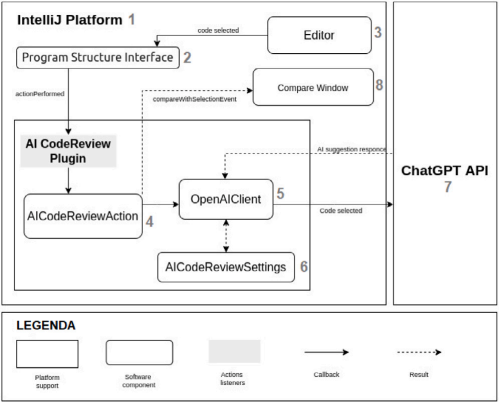 IntelliJ Platform 1
code selected
Editor 3
Program Structure Interface 2
Compare Window 8
actionPerformed
compareWithSelectionEvent
AI CodeReview
Plugin
AI suggestion responce
ChatGPT API
7
OpenAIClient 5
AICodeReviewAction 4
Code selected
AICodeReviewSettings 6
LEGENDA
Platform
support
Software
component
Actions
listeners
Callback
Result